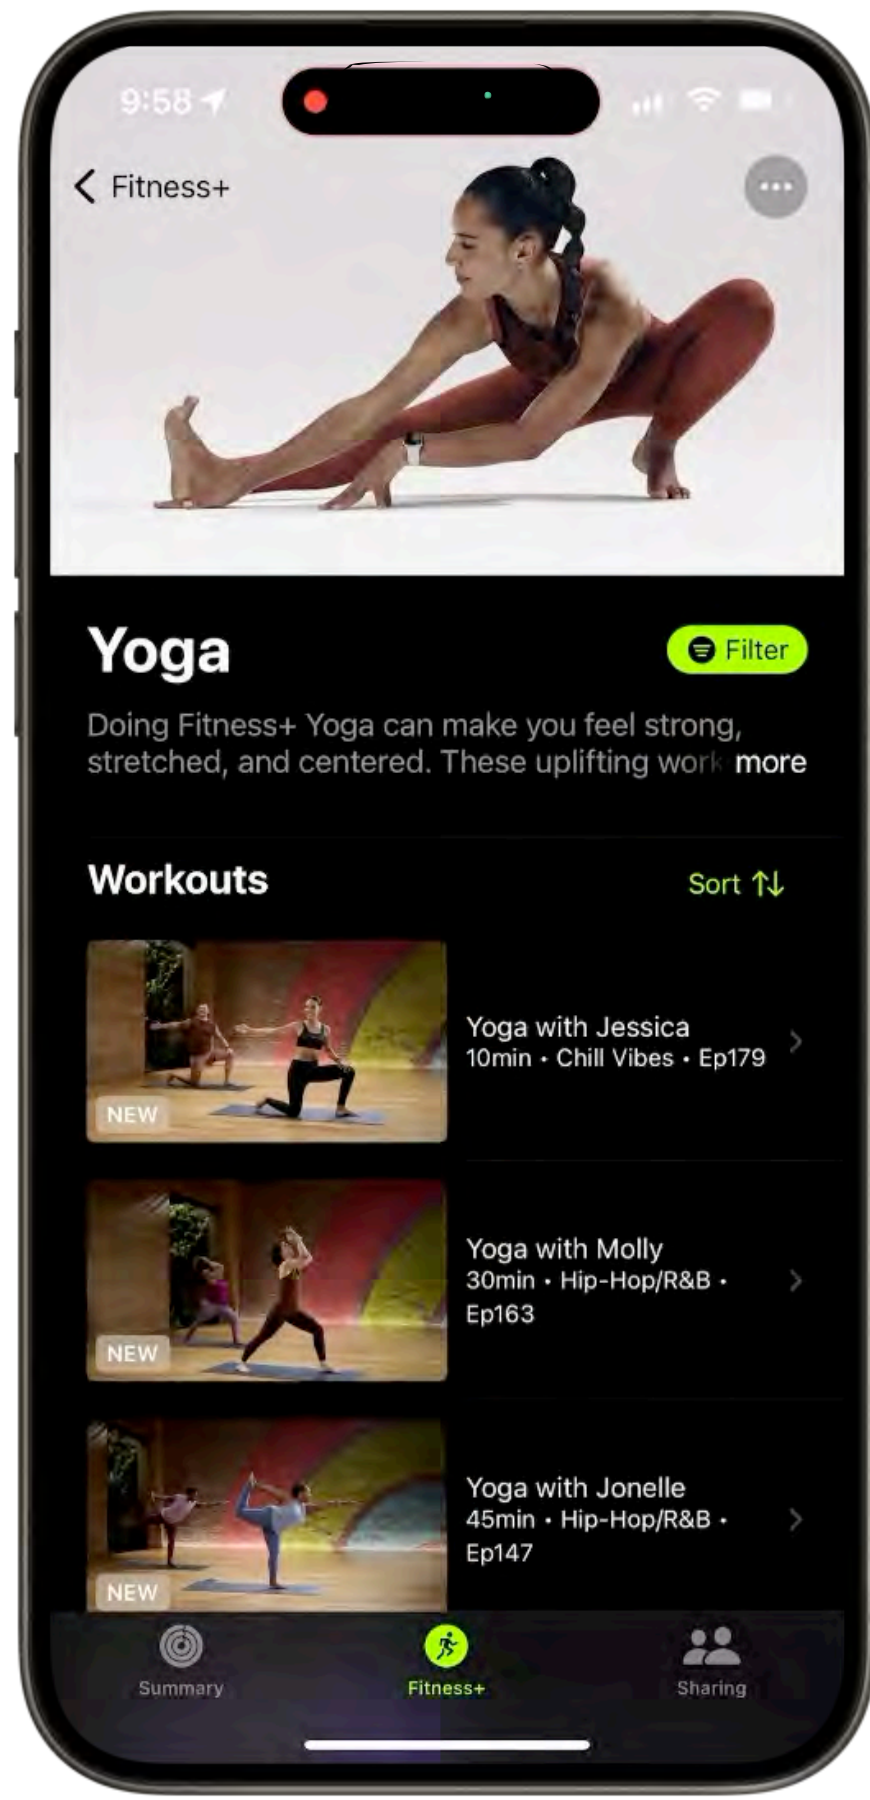 9:58
Fitness+
Yoga
Filter
Doing Fitness+ Yoga can make you feel strong,
stretched, and centered. These uplifting work more
Workouts
Sort
Yoga with Jessica
10min • Chill Vibes • Ep179
NEW
Yoga with Molly
30min • Hip-Hop/R&B •
Ep163
NEW
Yoga with Jonelle
45min • Hip-Hop/R&B •
Ep147
NEW
Summary
Fitness+
Sharing